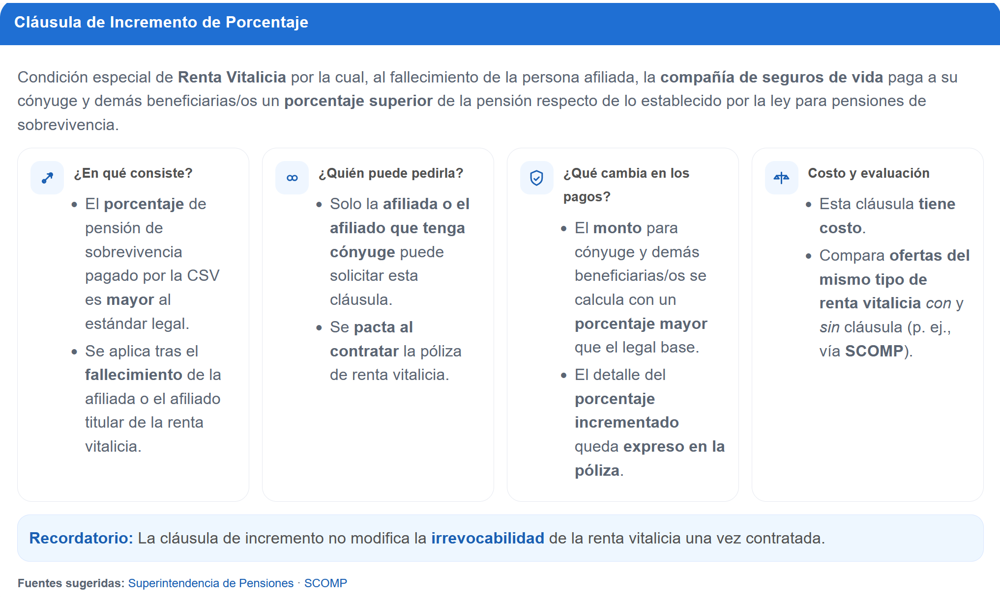 Cláusula de Incremento de Porcentaje
Condición especial de Renta Vitalicia por la cual, al fallecimiento de la persona afiliada, la compañía de seguros de vida paga a su
cónyuge y demás beneficiarias/os un porcentaje superior de la pensión respecto de lo establecido por la ley para pensiones de
sobrevivencia.
¿En qué consiste?
• El porcentaje de
pensión de
sobrevivencia
pagado por la CSV
es mayor al
estándar legal.
• Se aplica tras el
fallecimiento de la
afiliada o el afiliado
titular de la renta
vitalicia.
¿Quién puede pedirla?
• Solo la afiliada o el
afiliado que tenga
cónyuge puede
solicitar esta
cláusula.
• Se pacta al
contratar la póliza
de renta vitalicia.
¿Qué cambia en los
pagos?
• El monto para
cónyuge y demás
beneficiarias/os se
calcula con un
porcentaje mayor
que el legal base.
• El detalle del
porcentaje
incrementado
queda expreso en la
póliza.
Costo y evaluación
• Esta cláusula tiene
costo.
• Compara ofertas del
mismo tipo de
renta vitalicia con y
sin cláusula (p. ej.,
vía SCOMP).
Recordatorio: La cláusula de incremento no modifica la irrevocabilidad de la renta vitalicia una vez contratada.
Fuentes sugeridas: Superintendencia de Pensiones · SCOMP